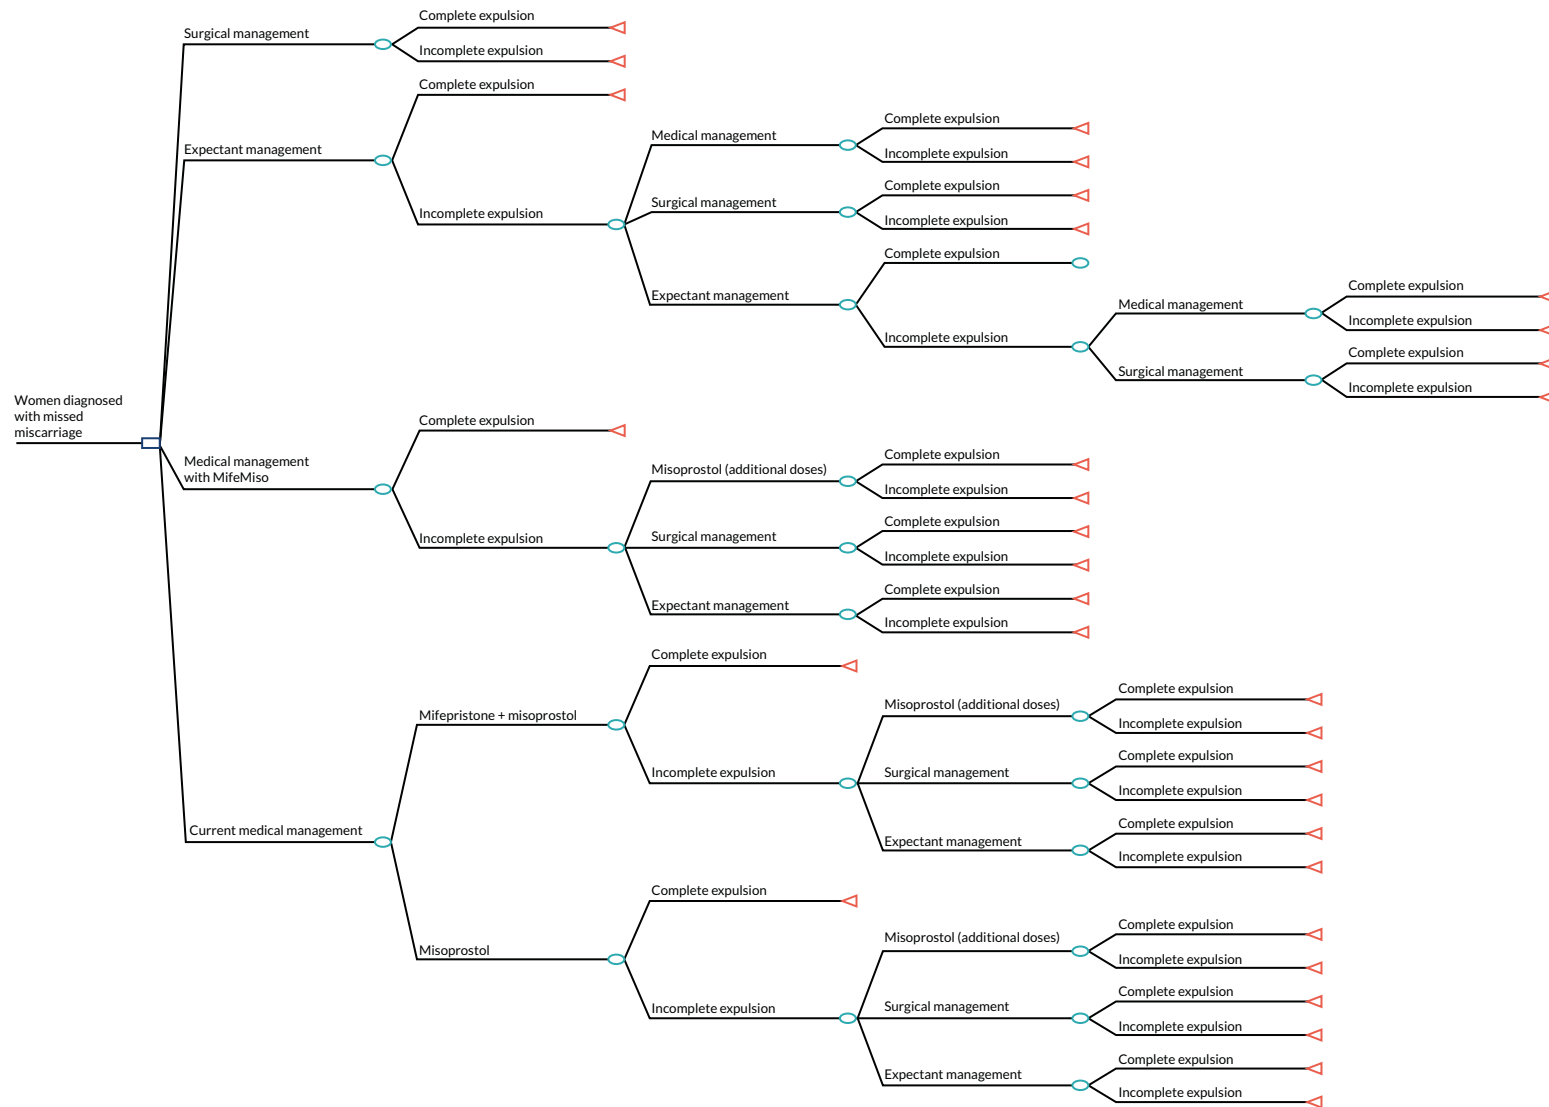 Complete expulsion
Surgical management
Incomplete expulsion
Complete expulsion
Complete expulsion
Medical management
Expectant management
Incomplete expulsion
Complete expulsion
Surgical management
Incomplete expulsion
Incomplete expulsion
Complete expulsion
Complete expulsion
Expectant management
Medical management
Incomplete expulsion
Incomplete expulsion
Complete expulsion
Surgical management
Incomplete expulsion
Women diagnosed
with missed
miscarriage
Complete expulsion
Medical management
with MifeMiso
Complete expulsion
Misoprostol (additional doses)
Incomplete expulsion
Complete expulsion
Incomplete expulsion
Surgical management
Incomplete expulsion
Complete expulsion
Expectant management
Incomplete expulsion
Complete expulsion
Complete expulsion
Mifepristone + misoprostol
Misoprostol (additional doses)
Incomplete expulsion
Complete expulsion
Incomplete expulsion
Surgical management
Incomplete expulsion
Current medical management
Complete expulsion
Expectant management
Incomplete expulsion
Complete expulsion
Complete expulsion
Misoprostol
Misoprostol (additional doses)
Incomplete expulsion
Complete expulsion
Incomplete expulsion
Surgical management
Incomplete expulsion
Complete expulsion
Expectant management
Incomplete expulsion